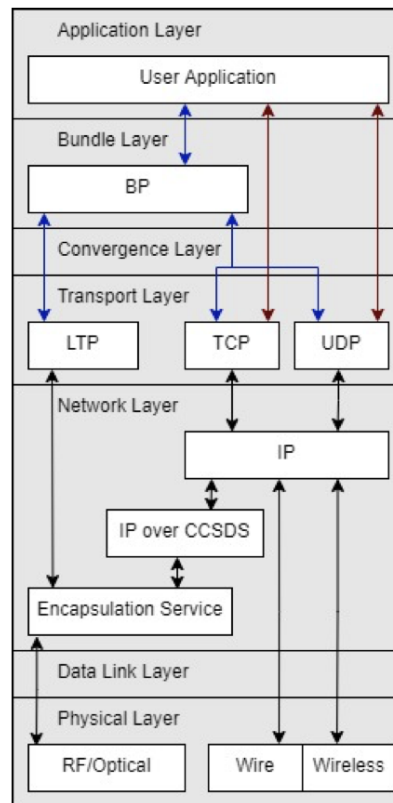 Application Layer
User Application
Bundle Layer
BP
Convergence Layer
Transport Layer
LTP
TCP
UDP
Network Layer
IP
IP over CCSDS
Encapsulation Service
Data Link Layer
Physical Layer
RF/Optical
Wire
Wireless